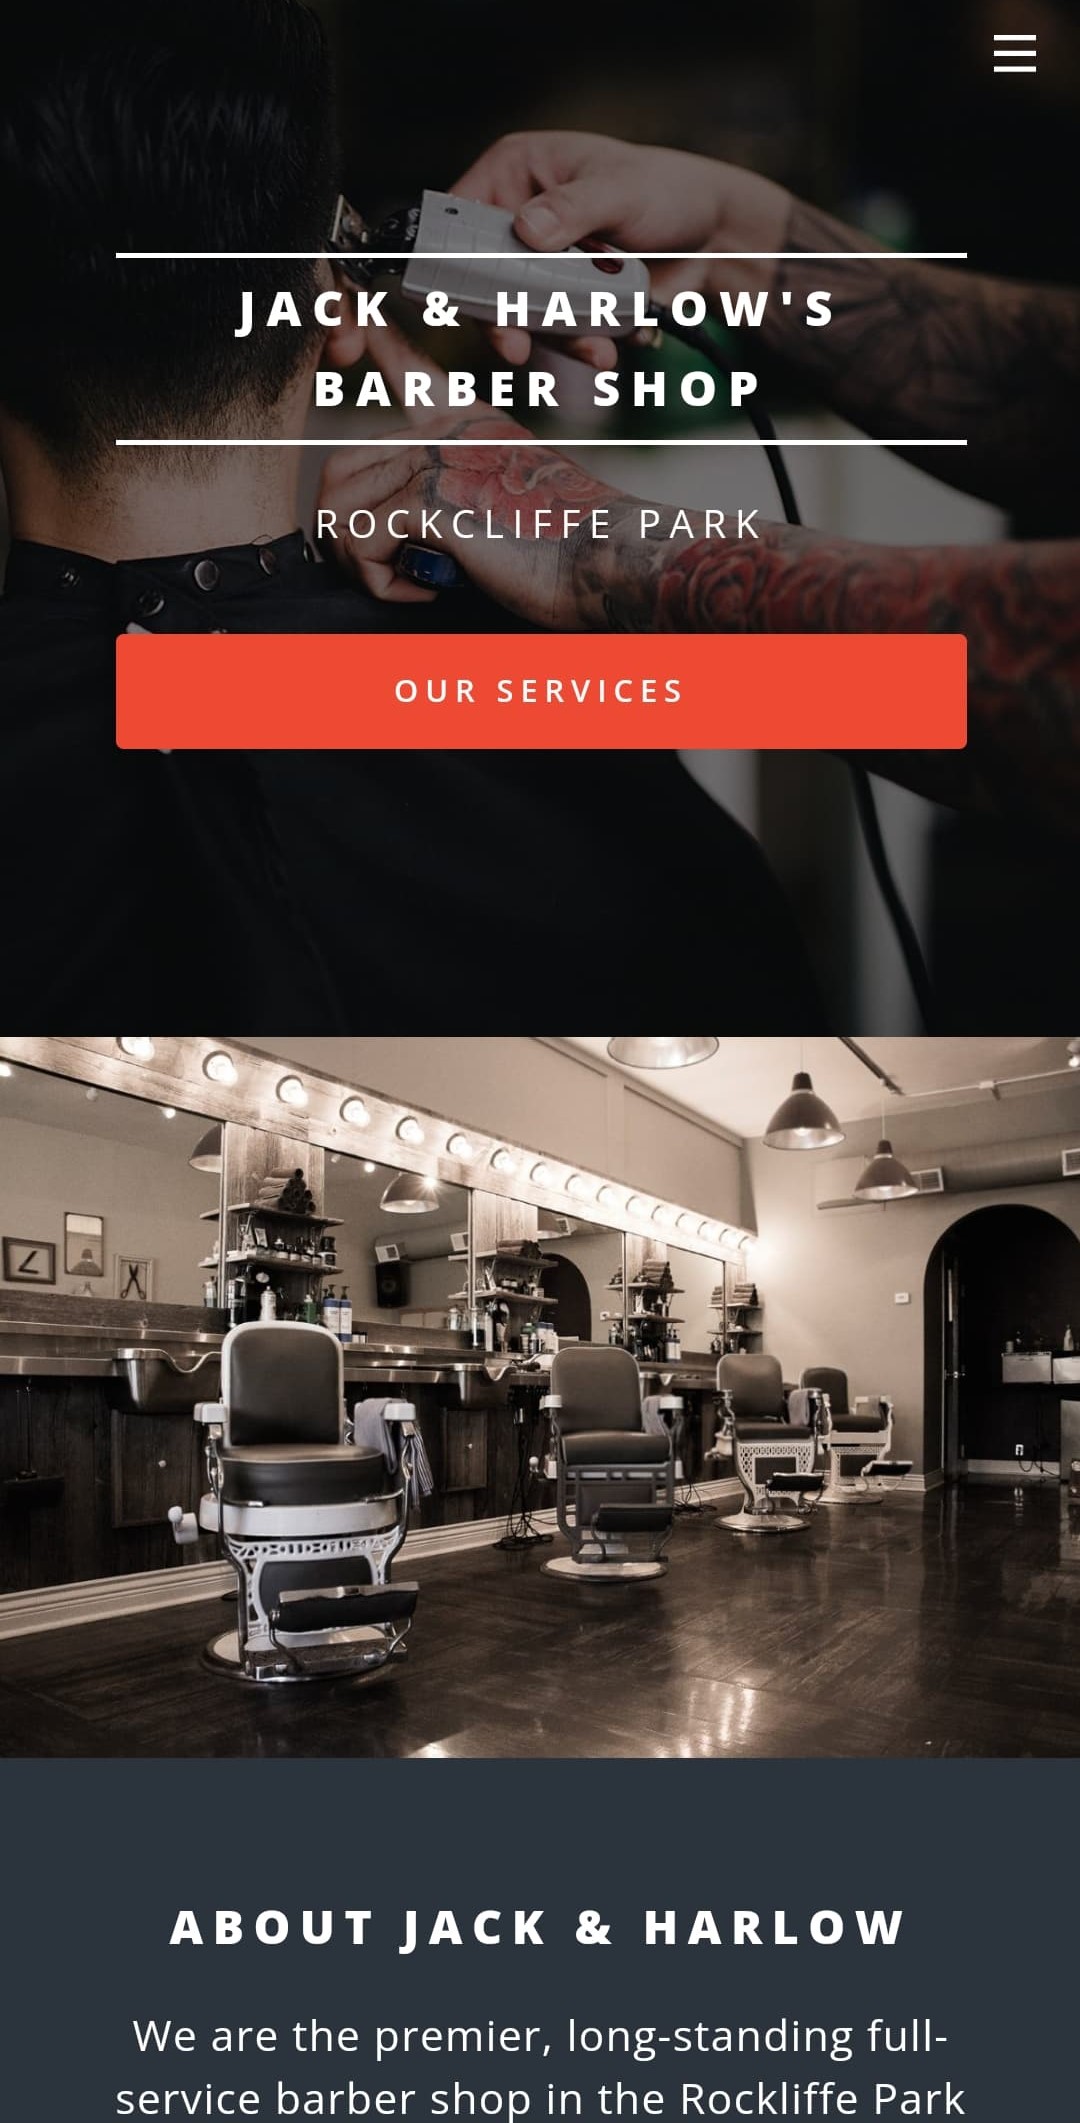 JACK & HARLOW'S
BARBER SHOP
ROCKCLIFFE PARK
OUR SERVICES
ABOUT JACK & HARLOW
We are the premier, long-standing full-
service barber shop in the Rockliffe Park